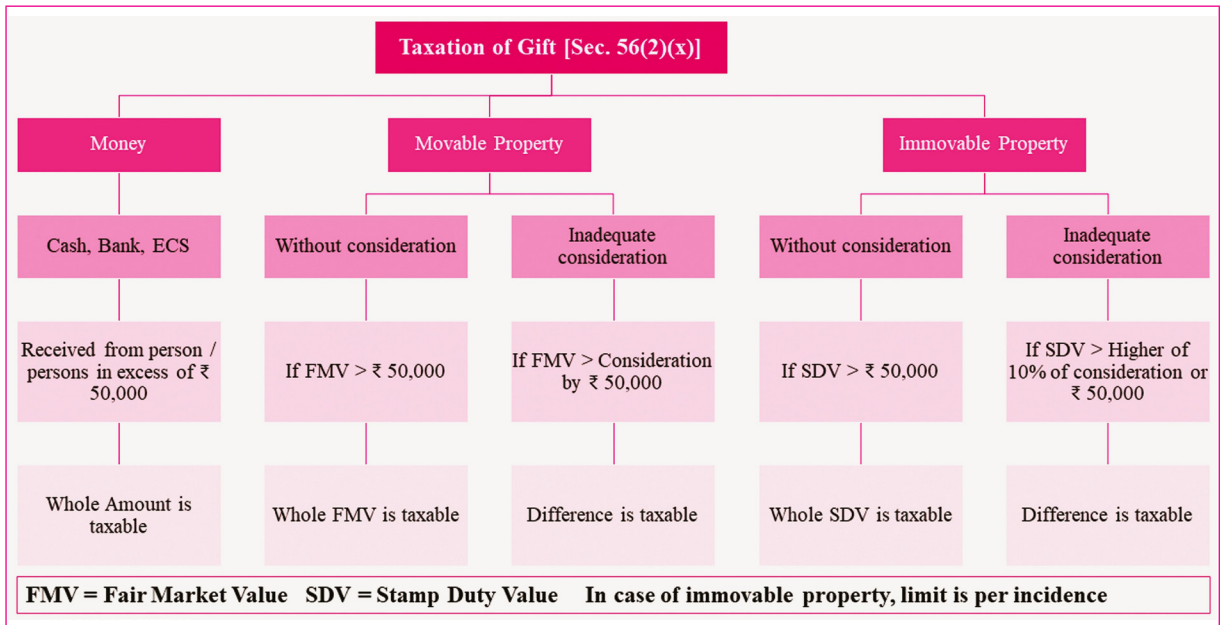 Taxation of Gift [Sec. 56(2)(x)]
Money
Movable Property
Immovable Property
Cash, Bank, ECS
Without consideration
Inadequate
consideration
Without consideration
Inadequate
consideration
Received from person /
persons in excess of ₹
50,000
If FMV > ₹ 50,000
If FMV > Consideration
by ₹ 50,000
If SDV > ₹ 50,000
If SDV > Higher of
10% of consideration or
₹ 50,000
Whole Amount is
taxable
Whole FMV is taxable
Difference is taxable
Whole SDV is taxable
Difference is taxable
FMV = Fair Market Value SDV = Stamp Duty Value In case of immovable property, limit is per incidence